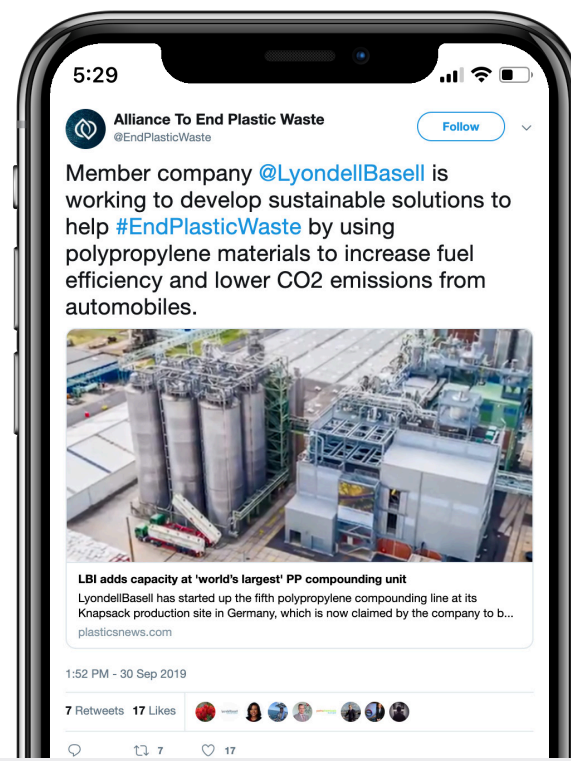 5:29
Alliance To End Plastic Waste
@EndPlasticWaste
Follow
Member company @LyondellBasell is
working to develop sustainable solutions to
help #EndPlasticWaste by using
polypropylene materials to increase fuel
efficiency and lower CO2 emissions from
automobiles.
LBI adds capacity at 'world's largest' PP compounding unit
LyondellBasell has started up the fifth polypropylene compounding line at its
Knapsack production site in Germany, which is now claimed by the company to b...
plasticsnews.com
1:52 PM - 30 Sep 2019
7 Retweets 17 Likes
7 17